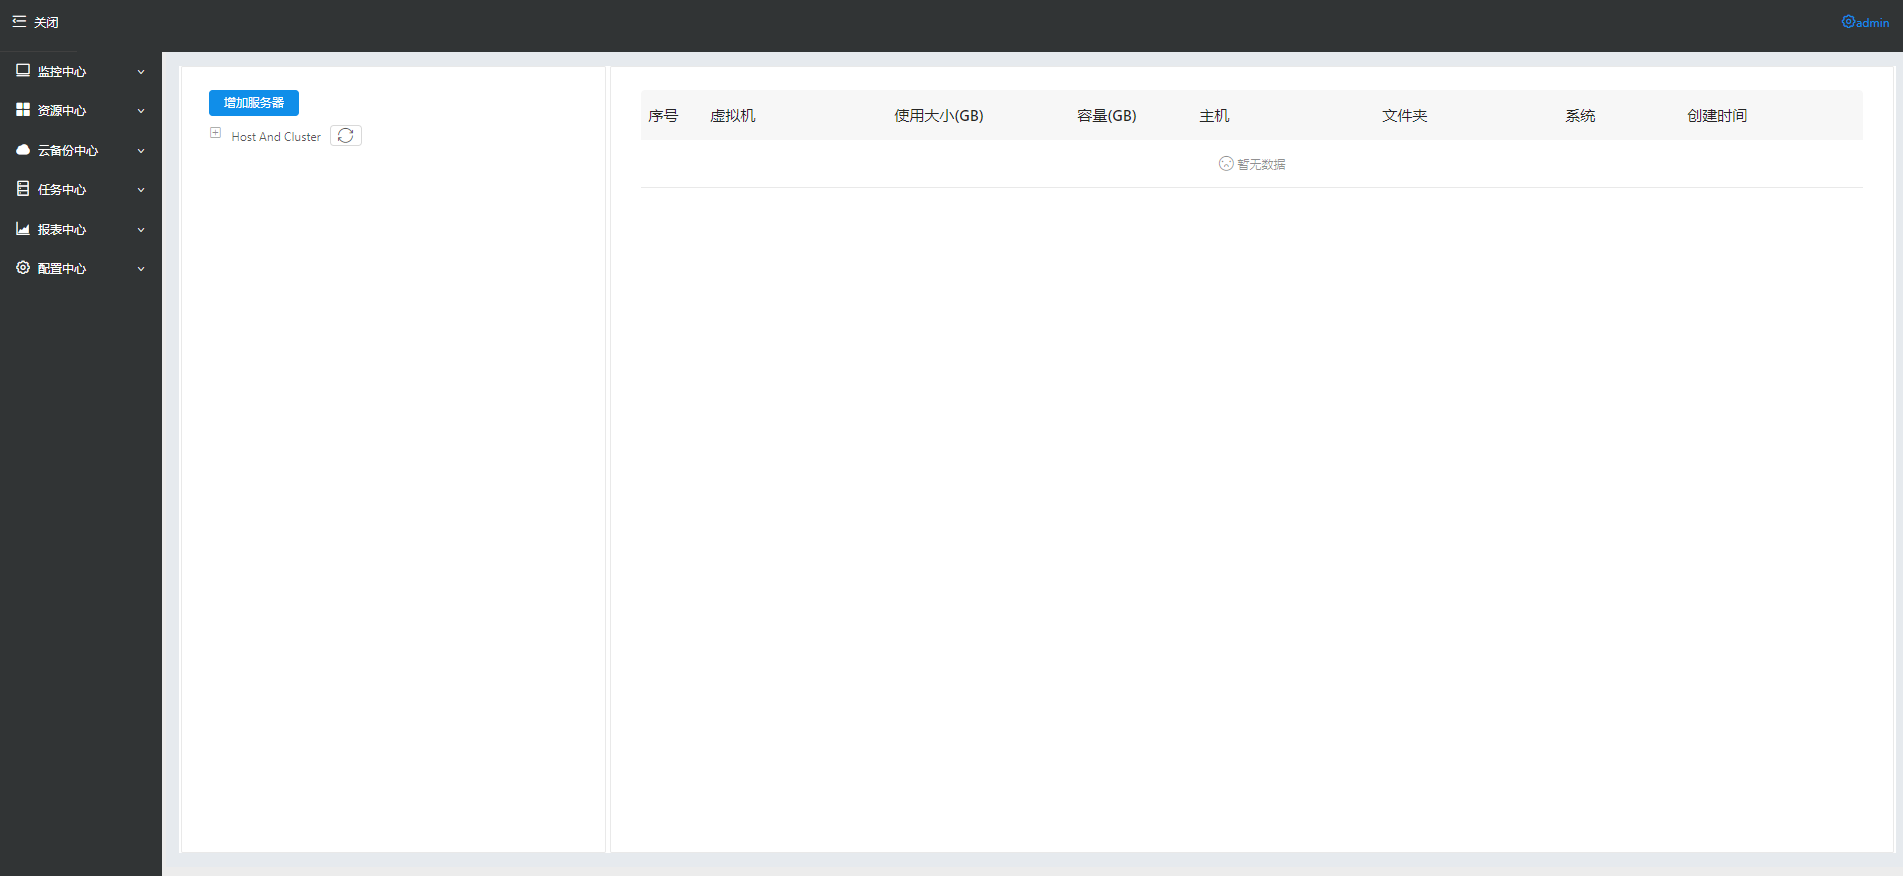 关闭
admin
监控中心
资源中心
云备份中心
任务中心
报表中心
配置中心
增加服务器
Host And Cluster
序号 虚拟机 使用大小(GB) 容量(GB) 主机 文件夹 系统 创建时间
暂无数据